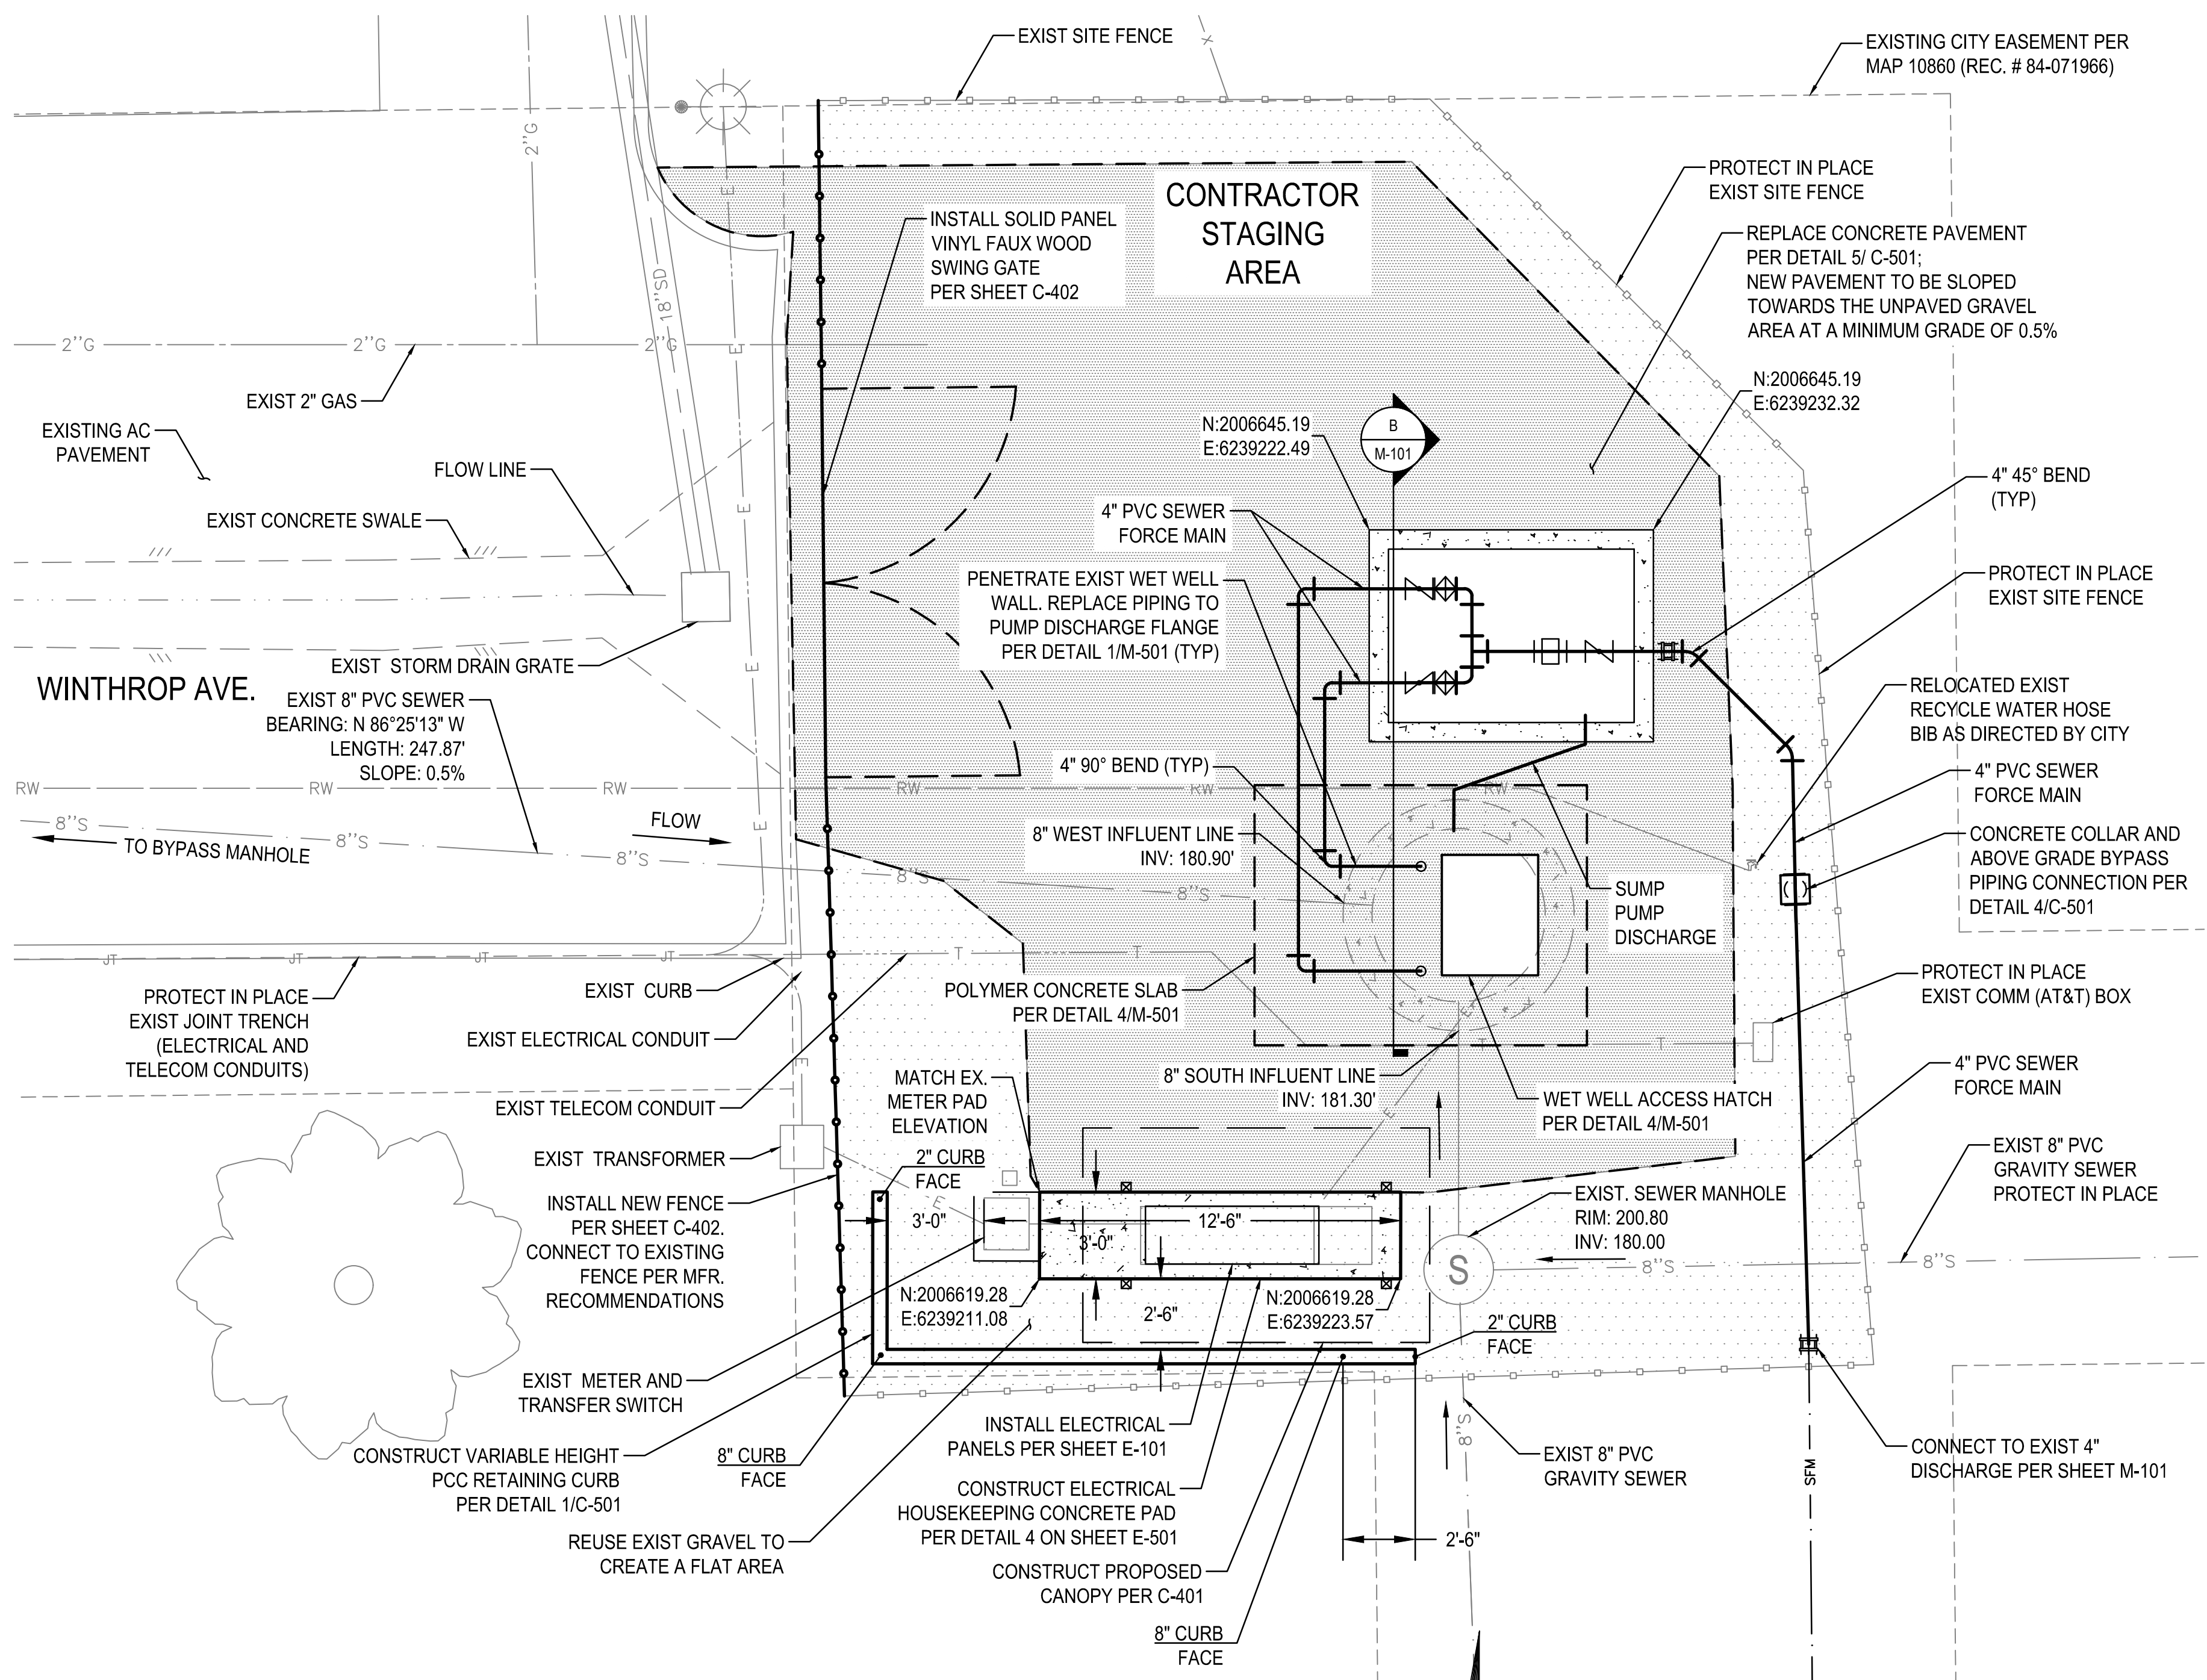 EXIST SITE FENCE
EXISTING CITY EASEMENT PER
MAP 10860 (REC. # 84-071966)
X
2''G
E
18''SD
CONTRACTOR
STAGING
AREA
PROTECT IN PLACE
EXIST SITE FENCE
INSTALL SOLID PANEL
VINYL FAUX WOOD
SWING GATE
PER SHEET C-402
REPLACE CONCRETE PAVEMENT
PER DETAIL 5/ C-501;
NEW PAVEMENT TO BE SLOPED
TOWARDS THE UNPAVED GRAVEL
AREA AT A MINIMUM GRADE OF 0.5%
2''G
2''G
2''G
E
EXIST 2" GAS
N:2006645.19
E:6239232.32
N:2006645.19
E:6239222.49
B
M-101
EXISTING AC
PAVEMENT
FLOW LINE
4" 45° BEND
(TYP)
E
EXIST CONCRETE SWALE
4" PVC SEWER
FORCE MAIN
///
///
PENETRATE EXIST WET WELL
WALL. REPLACE PIPING TO
PUMP DISCHARGE FLANGE
PER DETAIL 1/M-501 (TYP)
PROTECT IN PLACE
EXIST SITE FENCE
\\\
\\\
EXIST  STORM DRAIN GRATE
E
WINTHROP AVE.
EXIST 8" PVC SEWER
BEARING: N 86°25'13" W
LENGTH: 247.87'
SLOPE: 0.5%
RELOCATED EXIST
RECYCLE WATER HOSE
BIB AS DIRECTED BY CITY
4" 90° BEND (TYP)
4" PVC SEWER
FORCE MAIN
RW
RW
RW
RW
RW
RW
8''S
8''S
8''S
8''S
8''S
FLOW
E
TO BYPASS MANHOLE
8" WEST INFLUENT LINE
INV: 180.90'
CONCRETE COLLAR AND
ABOVE GRADE BYPASS
PIPING CONNECTION PER
DETAIL 4/C-501
SUMP
PUMP
DISCHARGE
JT
JT
JT
JT
T
T
PROTECT IN PLACE
EXIST JOINT TRENCH
(ELECTRICAL AND
TELECOM CONDUITS)
EXIST CURB
POLYMER CONCRETE SLAB
PER DETAIL 4/M-501
PROTECT IN PLACE
EXIST COMM (AT&T) BOX
E
T
T
EXIST ELECTRICAL CONDUIT
E
8" SOUTH INFLUENT LINE
INV: 181.30'
4" PVC SEWER
FORCE MAIN
MATCH EX.
METER PAD
ELEVATION
EXIST TELECOM CONDUIT
E
WET WELL ACCESS HATCH
PER DETAIL 4/M-501
EXIST  TRANSFORMER
2" CURB
FACE
EXIST 8" PVC
GRAVITY SEWER
PROTECT IN PLACE
INSTALL NEW FENCE
PER SHEET C-402.
CONNECT TO EXISTING
FENCE PER MFR.
RECOMMENDATIONS
E
3'-0"
12'-6"
3'-0"
EXIST. SEWER MANHOLE
RIM: 200.80
INV: 180.00
S
8''S
8''S
N:2006619.28
E:6239211.08
2'-6"
N:2006619.28
E:6239223.57
2" CURB
FACE
EXIST  METER AND
TRANSFER SWITCH
INSTALL ELECTRICAL
PANELS PER SHEET E-101
8''S
CONSTRUCT VARIABLE HEIGHT
PCC RETAINING CURB
PER DETAIL 1/C-501
8" CURB
FACE
EXIST 8" PVC
GRAVITY SEWER
CONNECT TO EXIST 4"
DISCHARGE PER SHEET M-101
SFM
CONSTRUCT ELECTRICAL
HOUSEKEEPING CONCRETE PAD
PER DETAIL 4 ON SHEET E-501
REUSE EXIST GRAVEL TO
CREATE A FLAT AREA
2'-6"
CONSTRUCT PROPOSED
CANOPY PER C-401
8" CURB
FACE